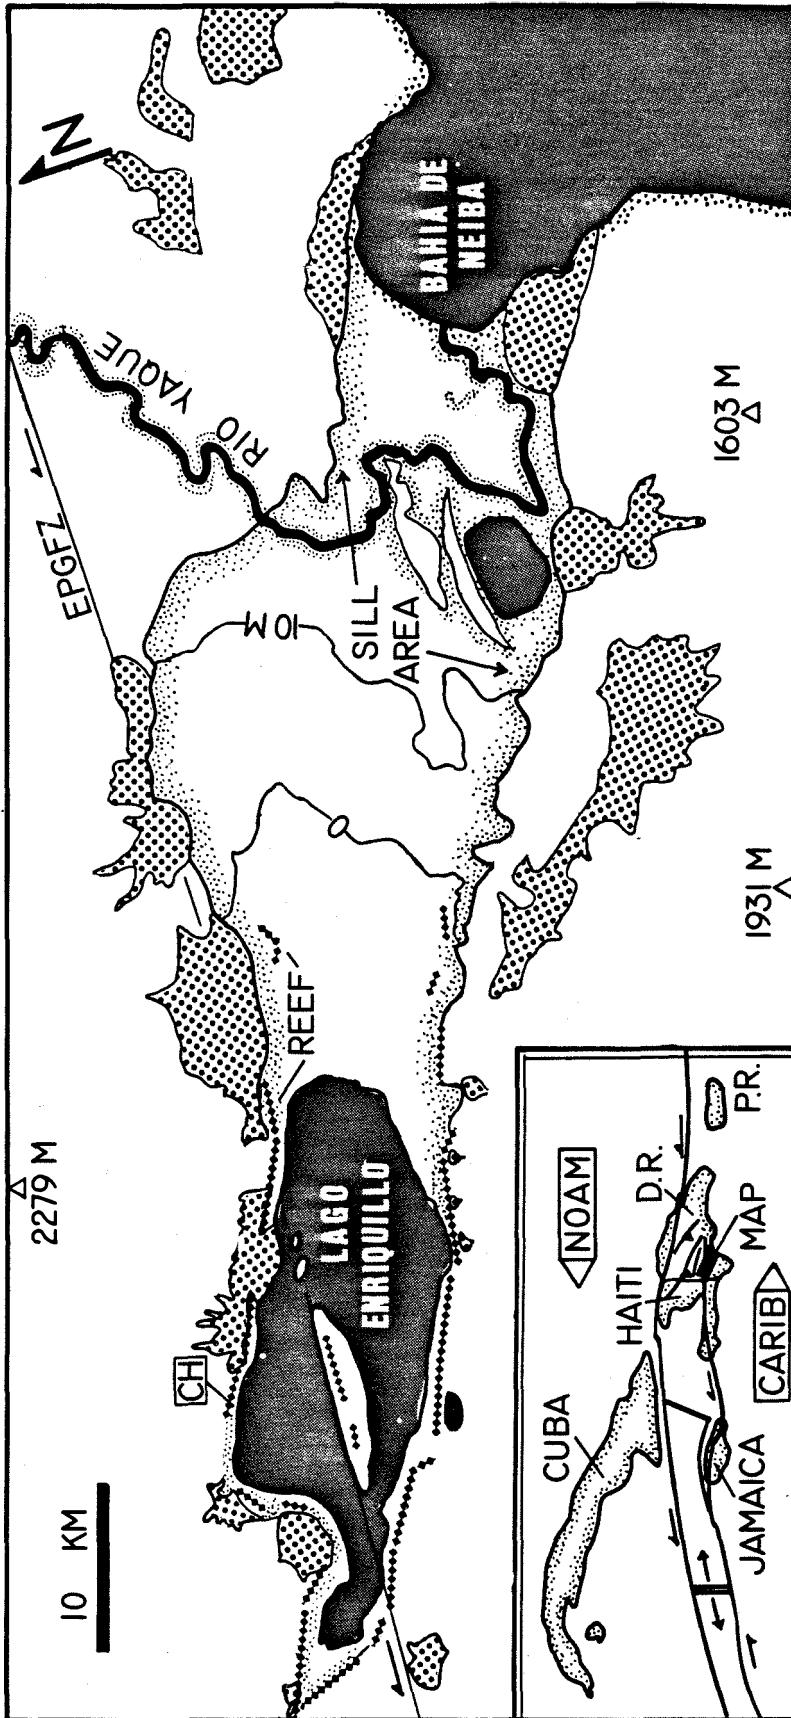 10 KM
2279 M
N
EPGFZ
RIO YAQUE
BAHIA DE
NEIBA
CH
REEF
10 M
SILL
AREA
0
LAGO
ENRIQUILLO
1931 M
1603 M
CUBA
NOAM
HAITI
D.R.
P.R.
JAMAICA
CARIB
MAP